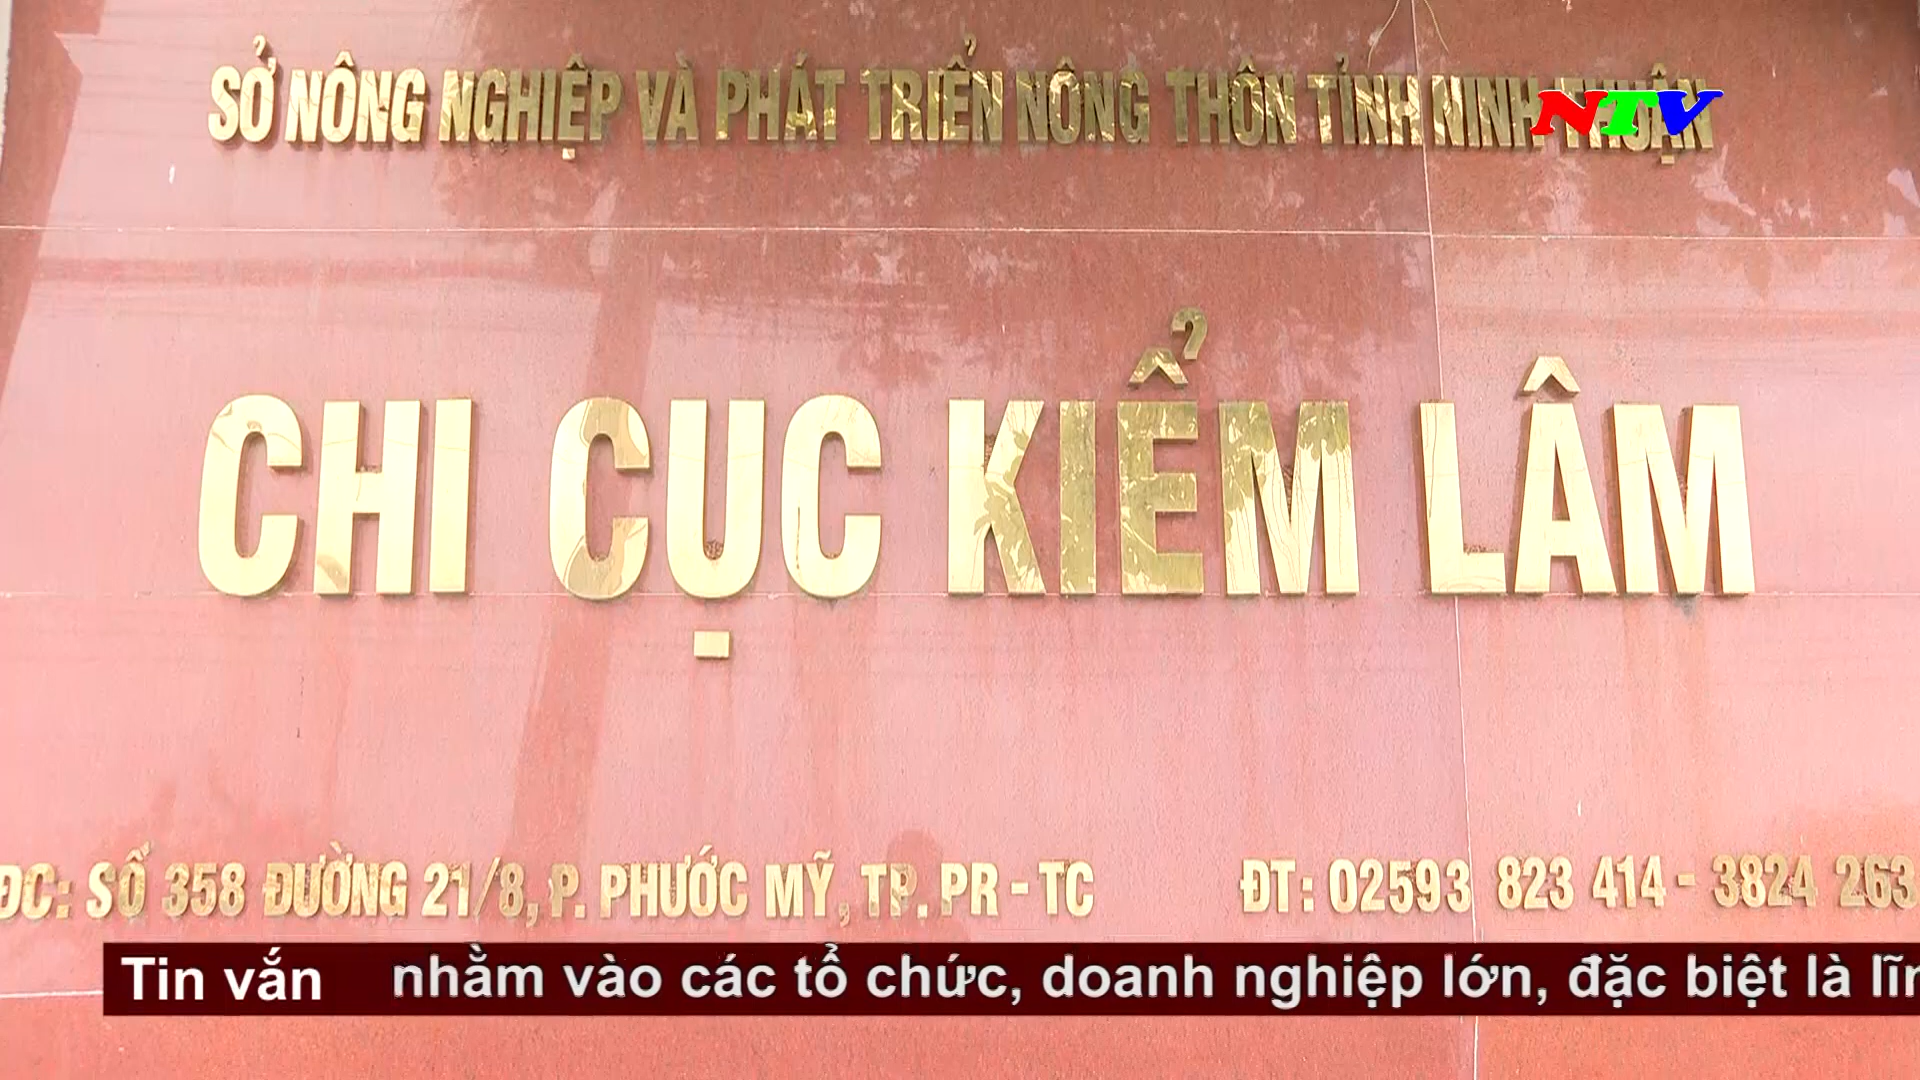 SỞ NÔNG NGHIỆP VÀ PHÁT TRIỂN NÔNG THÔN TỈNH NINH THUẬN
NTV
CHI CỤC KIỂM LÂM
ĐC: SỐ 358 ĐƯỜNG 21/8, P. PHƯỚC MỸ, TP. PR - TC ĐT: 02593 823 414 - 3824 263
Tin vắn nhằm vào các tổ chức, doanh nghiệp lớn, đặc biệt là